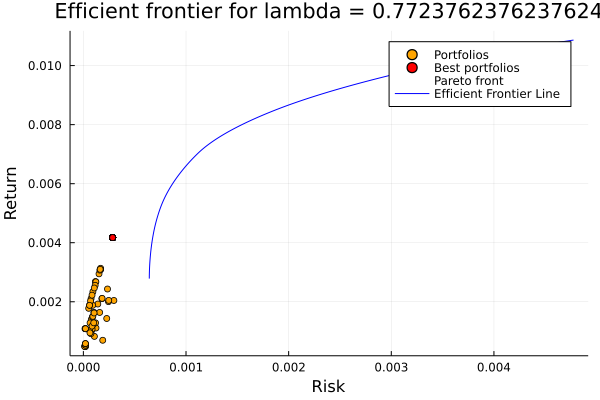 Efficient frontier for lambda = 0.7723762376237624
0.010
0.008
0.006
0.004
0.002
Return
Portfolios
Best portfolios
Pareto front
Efficient Frontier Line
0.000
0.001
0.002
0.003
0.004
Risk